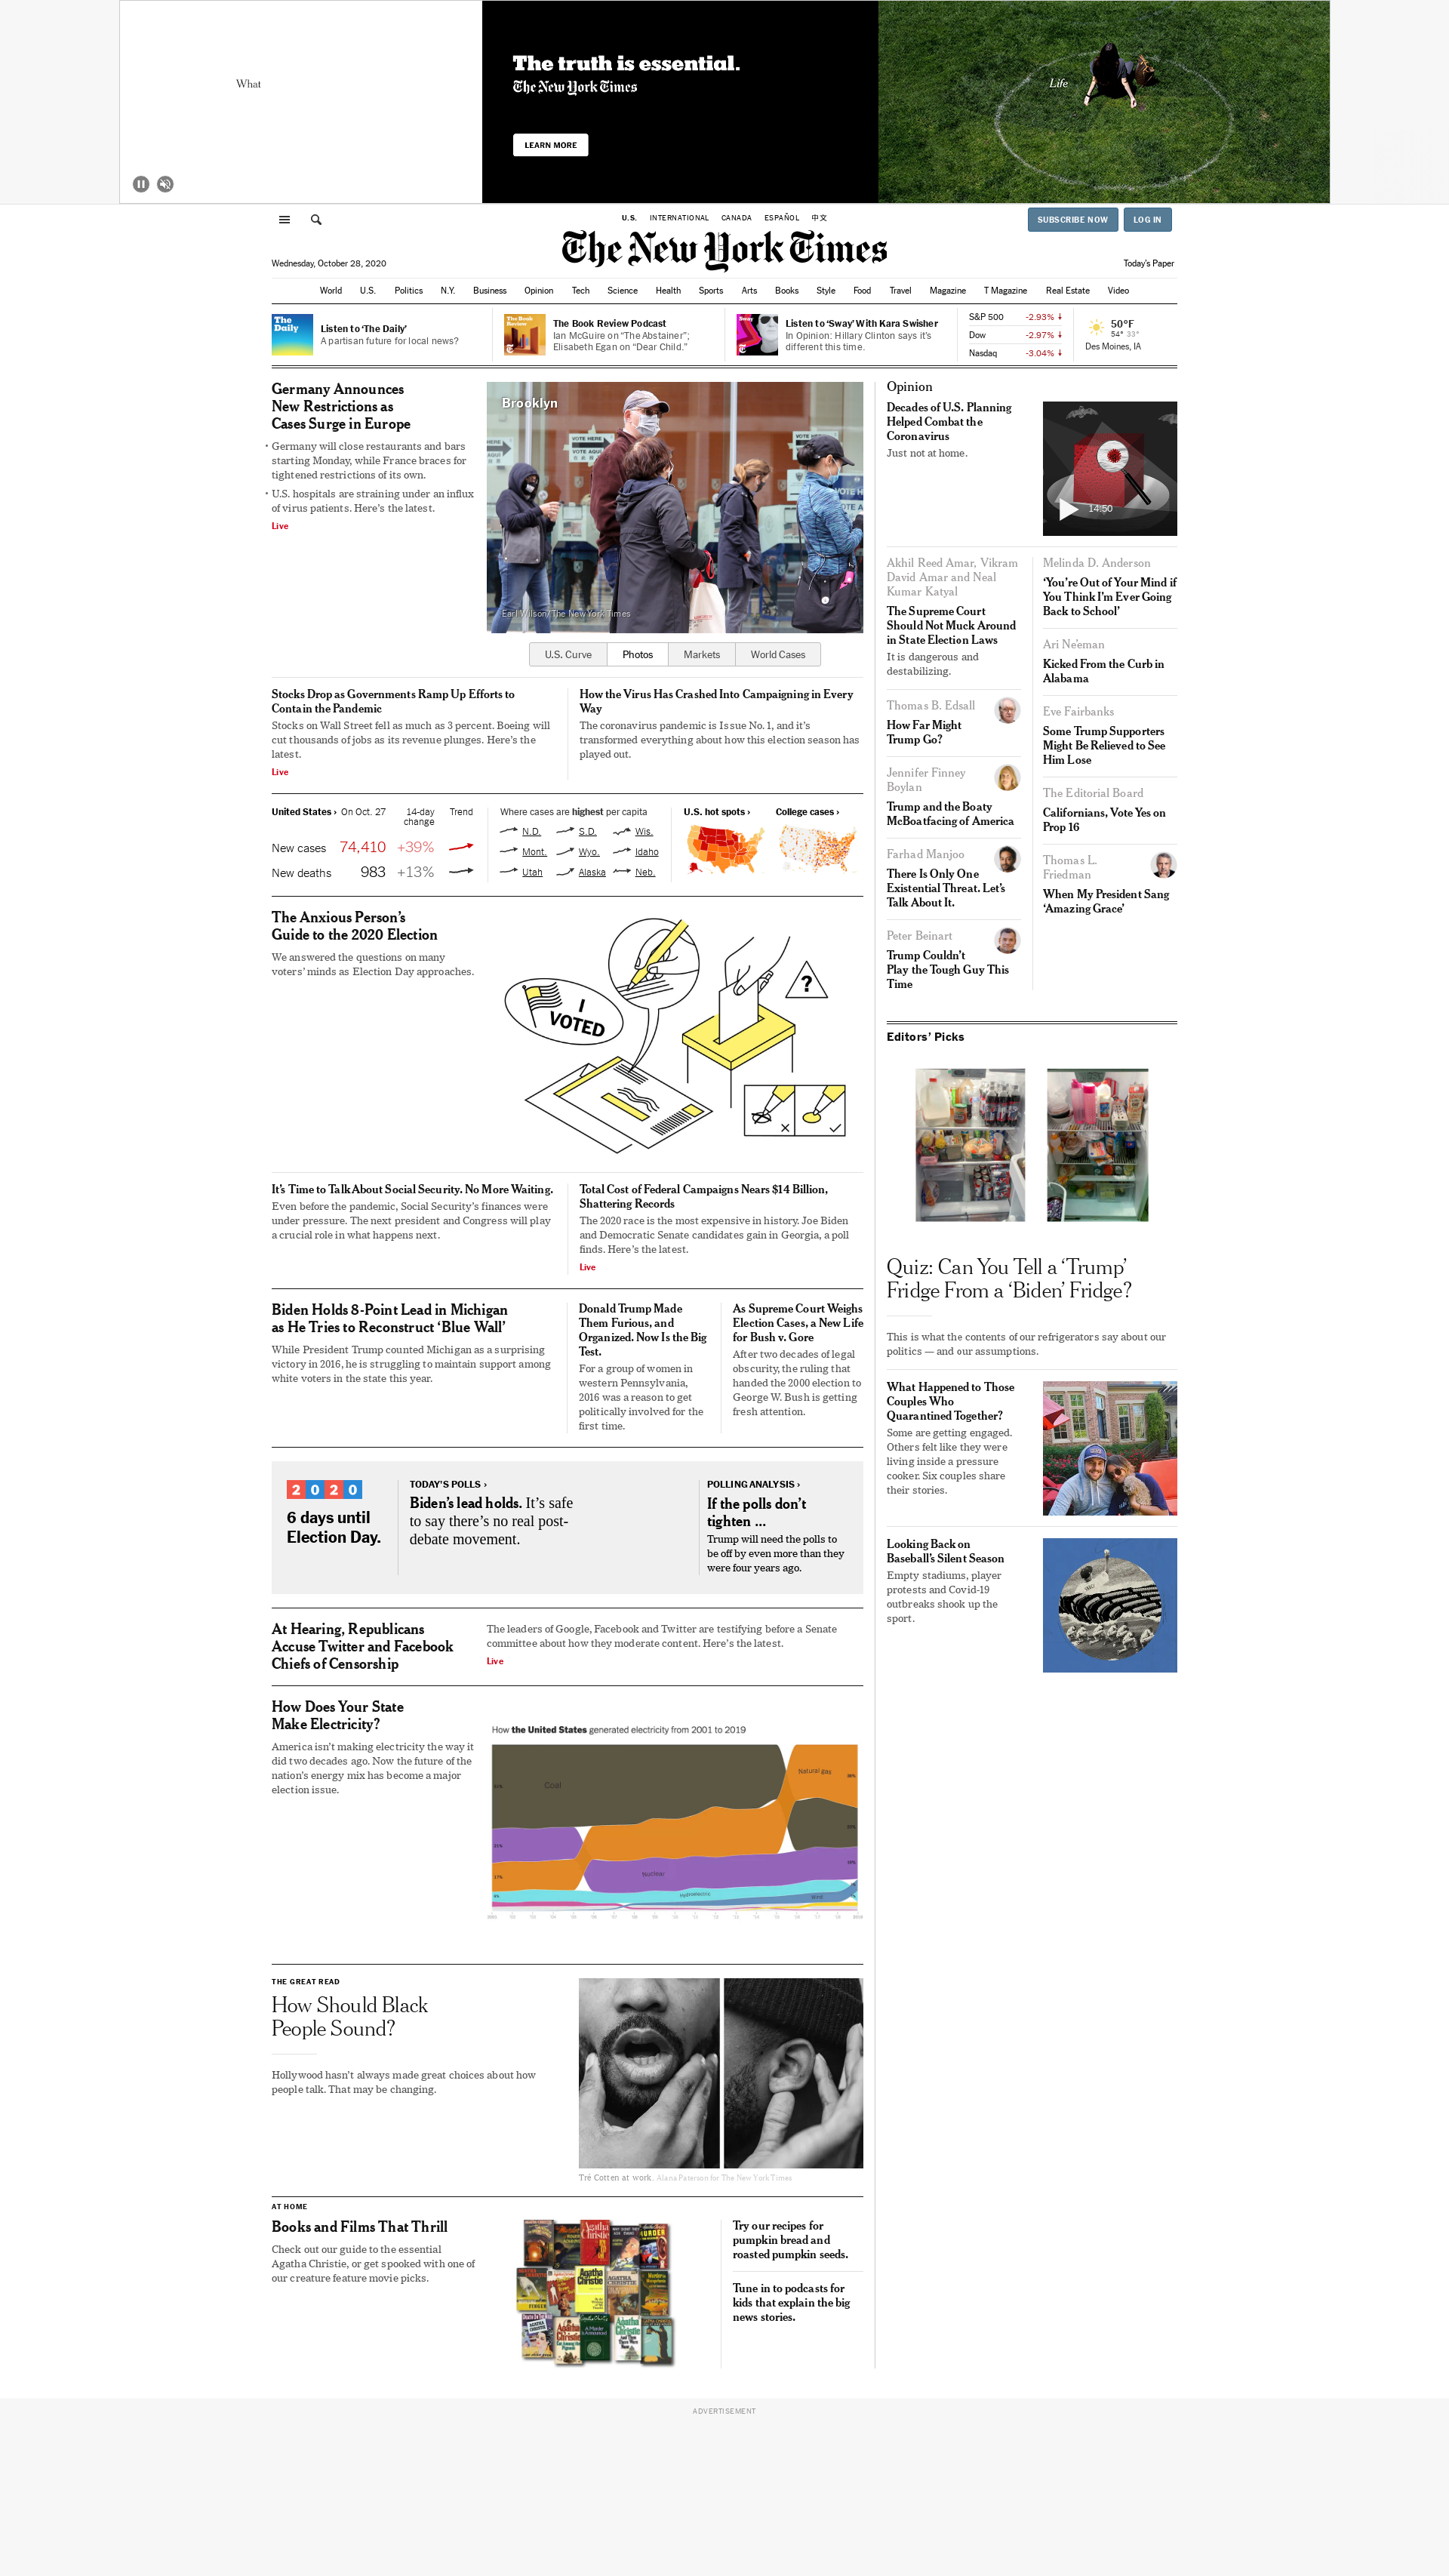 What
The truth is essential.
The New York Times
LEARN MORE
Life
U.S. INTERNATIONAL CANADA ESPAÑOL 中文
SUBSCRIBE NOW LOG IN
The New York Times
Wednesday, October 28, 2020
Today's Paper
World U.S. Politics N.Y. Business Opinion Tech Science Health Sports Arts Books Style Food Travel Magazine T Magazine Real Estate Video
The
Daily
Listen to ‘The Daily’
A partisan future for local news?
The Book
Review
The Book Review Podcast
Ian McGuire on “The Abstainer”;
Elisabeth Egan on “Dear Child.”
Sway
Listen to ‘Sway’ With Kara Swisher
In Opinion: Hillary Clinton says it’s
different this time.
S&P 500 -2.93% ↓
Dow -2.97% ↓
Nasdaq -3.04% ↓
50°F
54° 33°
Des Moines, IA
Germany Announces
New Restrictions as
Cases Surge in Europe
• Germany will close restaurants and bars
starting Monday, while France braces for
tightened restrictions of its own.
• U.S. hospitals are straining under an influx
of virus patients. Here’s the latest.
Live
Brooklyn
VOTE HERE
VOTE AQUÍ
VOTE HERE
Earl Wilson/The New York Times
U.S. Curve Photos Markets World Cases
Stocks Drop as Governments Ramp Up Efforts to
Contain the Pandemic
Stocks on Wall Street fell as much as 3 percent. Boeing will
cut thousands of jobs as its revenue plunges. Here’s the
latest.
Live
How the Virus Has Crashed Into Campaigning in Every
Way
The coronavirus pandemic is Issue No. 1, and it’s
transformed everything about how this election season has
played out.
United States › On Oct. 27 14-day
change Trend
New cases 74,410 +39%
New deaths 983 +13%
Where cases are highest per capita
N.D. S.D. Wis.
Mont. Wyo. Idaho
Utah Alaska Neb.
U.S. hot spots ›
College cases ›
The Anxious Person’s
Guide to the 2020 Election
We answered the questions on many
voters’ minds as Election Day approaches.
I
VOTED
?
It’s Time to Talk About Social Security. No More Waiting.
Even before the pandemic, Social Security’s finances were
under pressure. The next president and Congress will play
a crucial role in what happens next.
Total Cost of Federal Campaigns Nears $14 Billion,
Shattering Records
The 2020 race is the most expensive in history. Joe Biden
and Democratic Senate candidates gain in Georgia, a poll
finds. Here’s the latest.
Live
Biden Holds 8-Point Lead in Michigan
as He Tries to Reconstruct ‘Blue Wall’
While President Trump counted Michigan as a surprising
victory in 2016, he is struggling to maintain support among
white voters in the state this year.
Donald Trump Made
Them Furious, and
Organized. Now Is the Big
Test.
For a group of women in
western Pennsylvania,
2016 was a reason to get
politically involved for the
first time.
As Supreme Court Weighs
Election Cases, a New Life
for Bush v. Gore
After two decades of legal
obscurity, the ruling that
handed the 2000 election to
George W. Bush is getting
fresh attention.
2020
6 days until
Election Day.
TODAY’S POLLS ›
Biden’s lead holds. It’s safe
to say there’s no real post-
debate movement.
POLLING ANALYSIS ›
If the polls don’t
tighten …
Trump will need the polls to
be off by even more than they
were four years ago.
At Hearing, Republicans
Accuse Twitter and Facebook
Chiefs of Censorship
The leaders of Google, Facebook and Twitter are testifying before a Senate
committee about how they moderate content. Here’s the latest.
Live
How Does Your State
Make Electricity?
America isn’t making electricity the way it
did two decades ago. Now the future of the
nation’s energy mix has become a major
election issue.
How the United States generated electricity from 2001 to 2019
Coal
Natural gas
Nuclear
Hydroelectric
Wind
THE GREAT READ
How Should Black
People Sound?
Hollywood hasn’t always made great choices about how
people talk. That may be changing.
Tré Cotten at work. Alana Paterson for The New York Times
AT HOME
Books and Films That Thrill
Check out our guide to the essential
Agatha Christie, or get spooked with one of
our creature feature movie picks.
Try our recipes for
pumpkin bread and
roasted pumpkin seeds.
Tune in to podcasts for
kids that explain the big
news stories.
Opinion
Decades of U.S. Planning
Helped Combat the
Coronavirus
Just not at home.
14:50
Akhil Reed Amar, Vikram
David Amar and Neal
Kumar Katyal
The Supreme Court
Should Not Muck Around
in State Election Laws
It is dangerous and
destabilizing.
Thomas B. Edsall
How Far Might
Trump Go?
Jennifer Finney
Boylan
Trump and the Boaty
McBoatfacing of America
Farhad Manjoo
There Is Only One
Existential Threat. Let’s
Talk About It.
Peter Beinart
Trump Couldn’t
Play the Tough Guy This
Time
Melinda D. Anderson
‘You’re Out of Your Mind if
You Think I’m Ever Going
Back to School’
Ari Ne’eman
Kicked From the Curb in
Alabama
Eve Fairbanks
Some Trump Supporters
Might Be Relieved to See
Him Lose
The Editorial Board
Californians, Vote Yes on
Prop 16
Thomas L.
Friedman
When My President Sang
‘Amazing Grace’
Editors’ Picks
Quiz: Can You Tell a ‘Trump’
Fridge From a ‘Biden’ Fridge?
This is what the contents of our refrigerators say about our
politics — and our assumptions.
What Happened to Those
Couples Who
Quarantined Together?
Some are getting engaged.
Others felt like they were
living inside a pressure
cooker. Six couples share
their stories.
Looking Back on
Baseball’s Silent Season
Empty stadiums, player
protests and Covid-19
outbreaks shook up the
sport.
ADVERTISEMENT